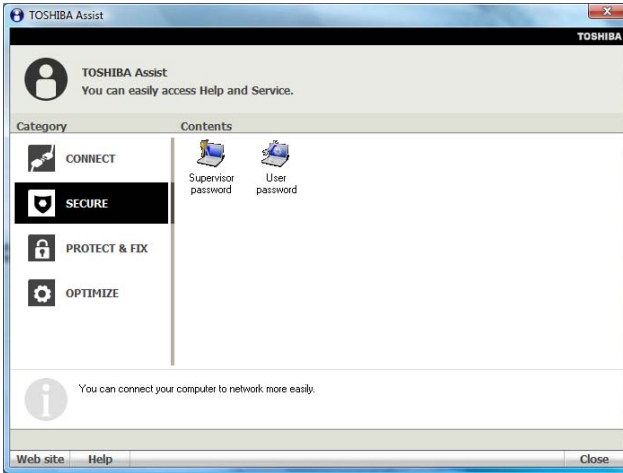 TOSHIBA Assist
TOSHIBA
TOSHIBA Assist
You can easily access Help and Service.
Category
Contents
CONNECT
SECURE
PROTECT & FIX
OPTIMIZE
Supervisor
password
User
password
You can connect your computer to network more easily.
Web site
Help
Close